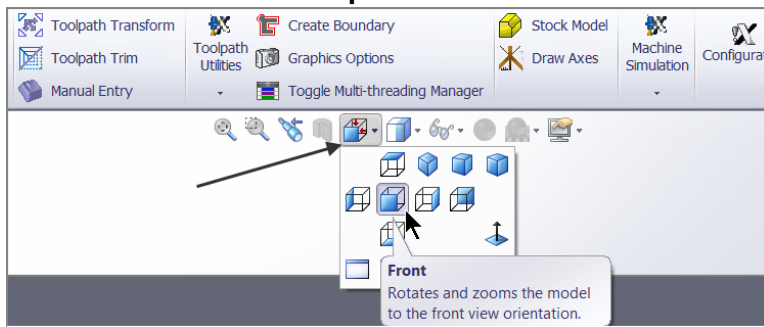 Toolpath Transform
Toolpath Trim
Manual Entry
Toolpath
Utilities
Create Boundary
Graphics Options
Toggle Multi-threading Manager
Stock Model
Draw Axes
Machine
Simulation
Configurat
Front
Rotates and zooms the model
to the front view orientation.